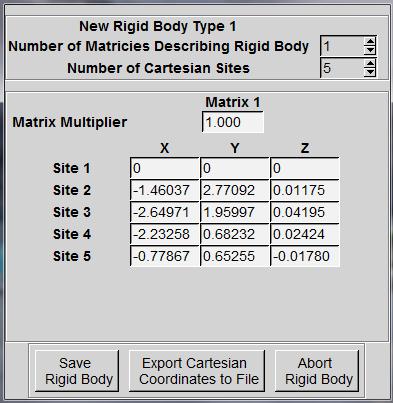 New Rigid Body Type 1
Number of Matricies Describing Rigid Body 1
Number of Cartesian Sites 5
Matrix 1
Matrix Multiplier 1.000
X Y Z
Site 1 0 0 0
Site 2 -1.46037 2.77092 0.01175
Site 3 -2.64971 1.95997 0.04195
Site 4 -2.23258 0.68232 0.02424
Site 5 -0.77867 0.65255 -0.01780
Save Export Cartesian Abort
Rigid Body Coordinates to File Rigid Body